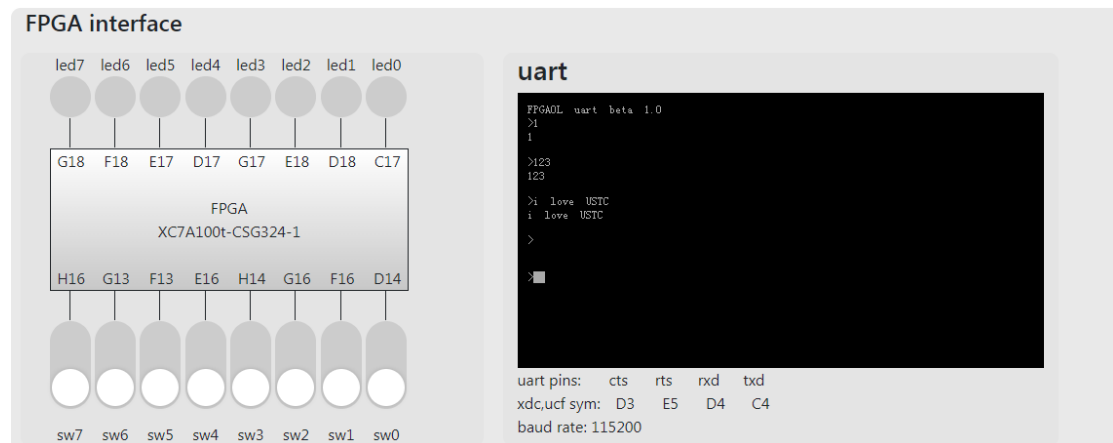 FPGA interface
led7 led6 led5 led4 led3 led2 led1 led0
G18 F18 E17 D17 G17 E18 D18 C17
FPGA
XC7A100t-CSG324-1
H16 G13 F13 E16 H14 G16 F16 D14
sw7 sw6 sw5 sw4 sw3 sw2 sw1 sw0
uart
FPGAOL uart beta 1.0
>1
1
>123
123
>i love USTC
i love USTC
>
>
uart pins: cts rts rxd txd
xdc,ucf sym: D3 E5 D4 C4
baud rate: 115200